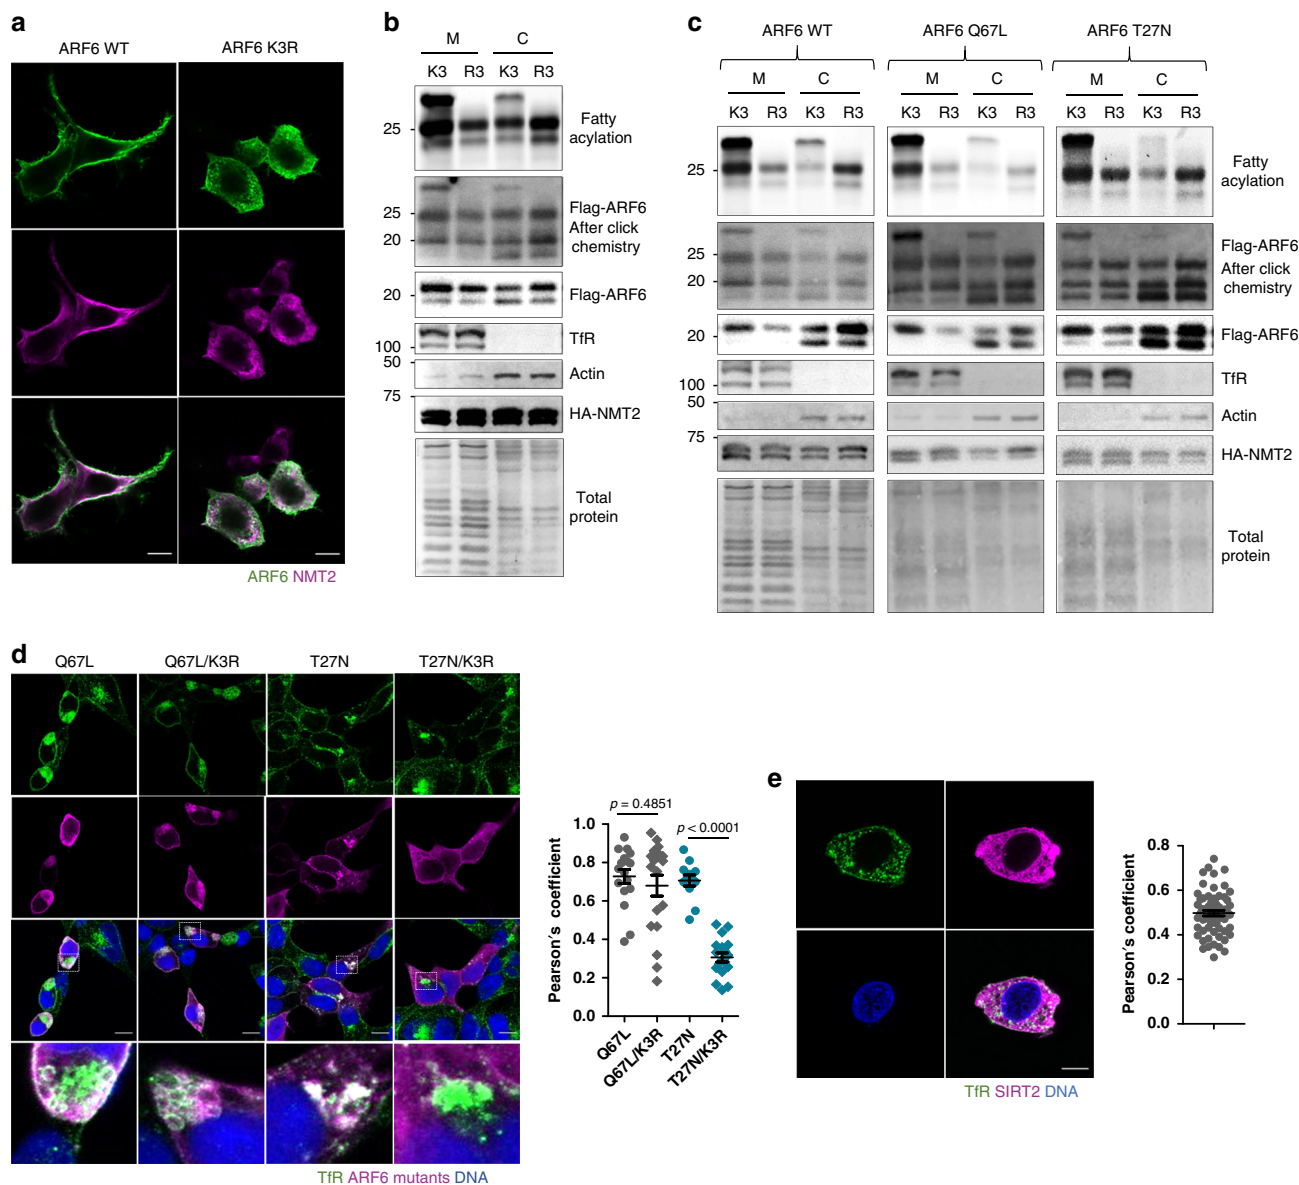 a
ARF6 WT
ARF6 K3R
ARF6 NMT2
b
M
C
K3
R3
K3
R3
25
Fatty
acylation
25
20
Flag-ARF6
After click
chemistry
20
Flag-ARF6
100
TfR
50
Actin
75
HA-NMT2
Total
protein
c
ARF6 WT
ARF6 Q67L
ARF6 T27N
M
C
M
C
M
C
K3
R3
K3
R3
K3
R3
K3
R3
K3
R3
K3
R3
25
Fatty
acylation
25
20
Flag-ARF6
After click
chemistry
20
Flag-ARF6
100
TfR
50
Actin
75
HA-NMT2
Total
protein
d
Q67L
Q67L/K3R
T27N
T27N/K3R
TfR ARF6 mutants DNA
p = 0.4851
p < 0.0001
Pearson's coefficient
1.0
0.8
0.6
0.4
0.2
0.0
Q67L
Q67L/K3R
T27N
T27N/K3R
e
TfR SIRT2 DNA
Pearson's coefficient
0.8
0.6
0.4
0.2
0.0